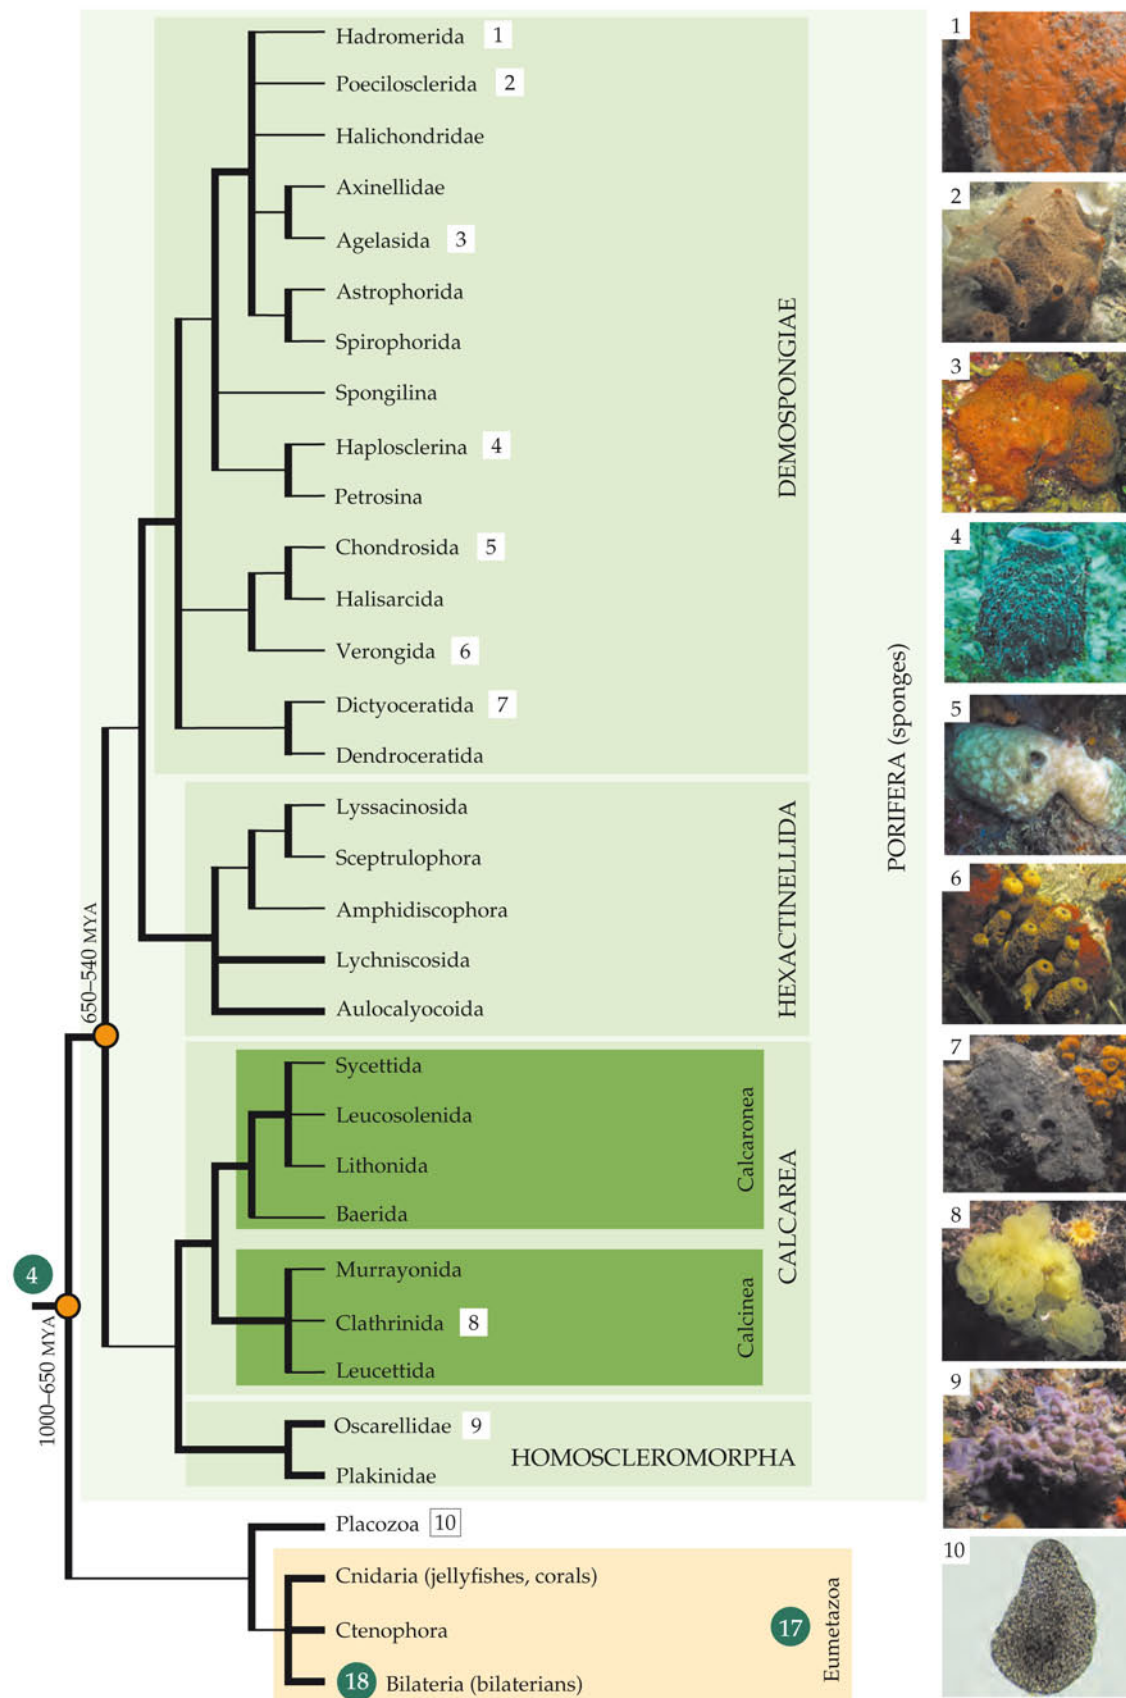 Hadromerida 1
Poecilosclerida 2
Halichondridae
Axinellidae
Agelasida 3
Astrophorida
Spirophorida
Spongilina
Haplosclerina 4
Petrosina
Chondrosida 5
Halisarcida
Verongida 6
Dictyoceratida 7
Dendroceratida
DEMOSPONGIAE
Lyssacinosida
Sceptrulophora
Amphidiscophora
Lychniscosida
Aulocalyocoida
HEXACTINELLIDA
Sycettida
Leucosolenida
Lithonida
Baerida
Calcaronea
Murrayonida
Clathrinida 8
Leucettida
Calcinea
CALCAREA
Oscarellidae 9
Plakinidae
HOMOSCLEROMORPHA
PORIFERA (sponges)
650–540 MYA
4
1000–650 MYA
Placozoa 10
Cnidaria (jellyfishes, corals)
Ctenophora
18 Bilateria (bilaterians)
17
Eumetazoa
1
2
3
4
5
6
7
8
9
10